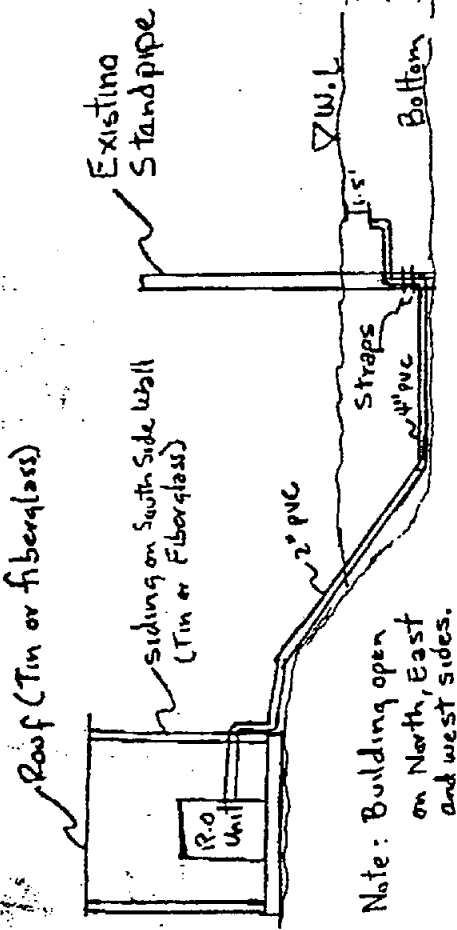 Roof (Tin or fiberglass)
siding on South Side Wall
(Tin or Fiberglass)
Existing
Standpipe
R.O
Unit
2" PVC
W.L
1.5'
Straps
4" PVC
Bottom
Note: Building open
on North, East
and west sides.